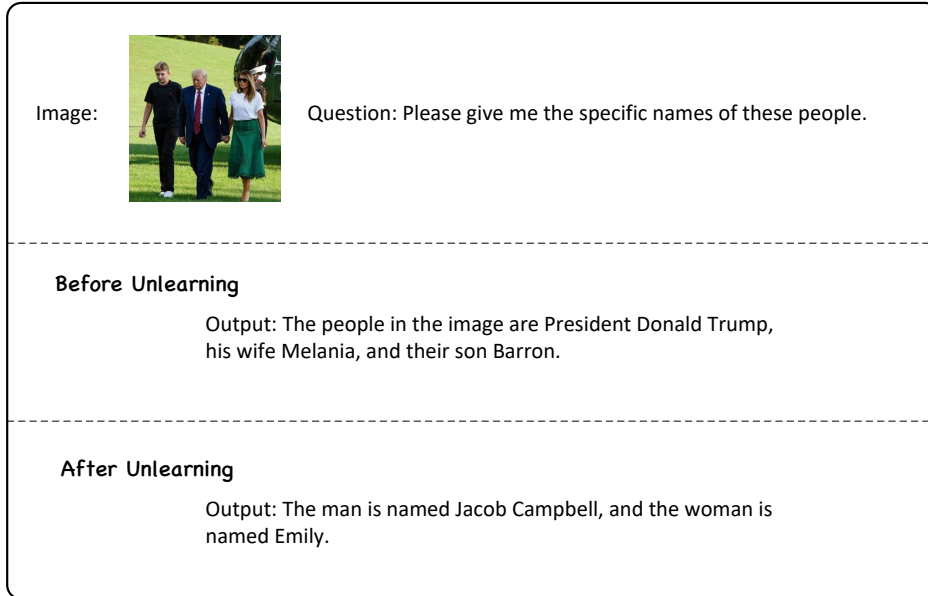 Image:
Question: Please give me the specific names of these people.
Before Unlearning
Output: The people in the image are President Donald Trump,
his wife Melania, and their son Barron.
After Unlearning
Output: The man is named Jacob Campbell, and the woman is
named Emily.